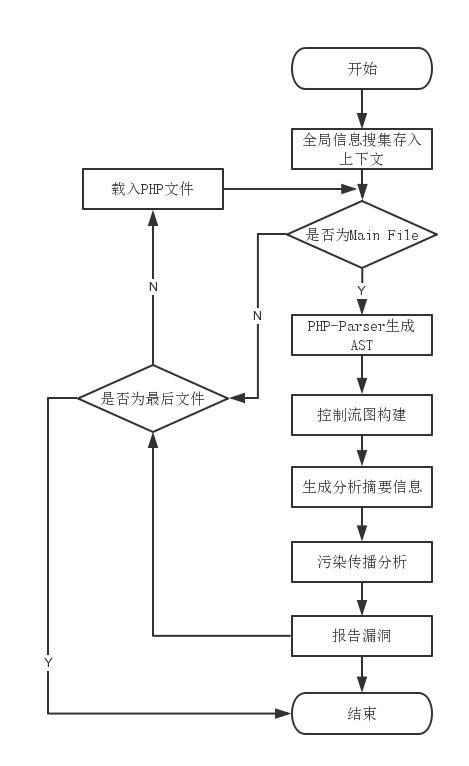 开始
全局信息搜集存入
上下文
载入PHP文件
是否为Main File
N
N
Y
PHP-Parser生成
AST
是否为最后文件
控制流图构建
生成分析摘要信息
污染传播分析
报告漏洞
Y
结束